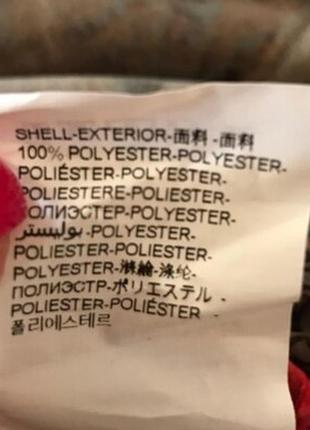 SHELL-EXTERIOR-面料-面料
100% POLYESTER-POLYESTER-
POLIÉSTER-POLYESTER-
POLIESTERE-POLIESTER-
ПОЛИЭСТЕР-POLYESTER-
بوليستر-POLYESTER-
POLIESTER-POLIESTER-
POLYESTER-滌綸-涤纶-
ПОЛИЭСТР-ポリエステル-
POLIESTER-POLIÉSTER-
폴리에스테르